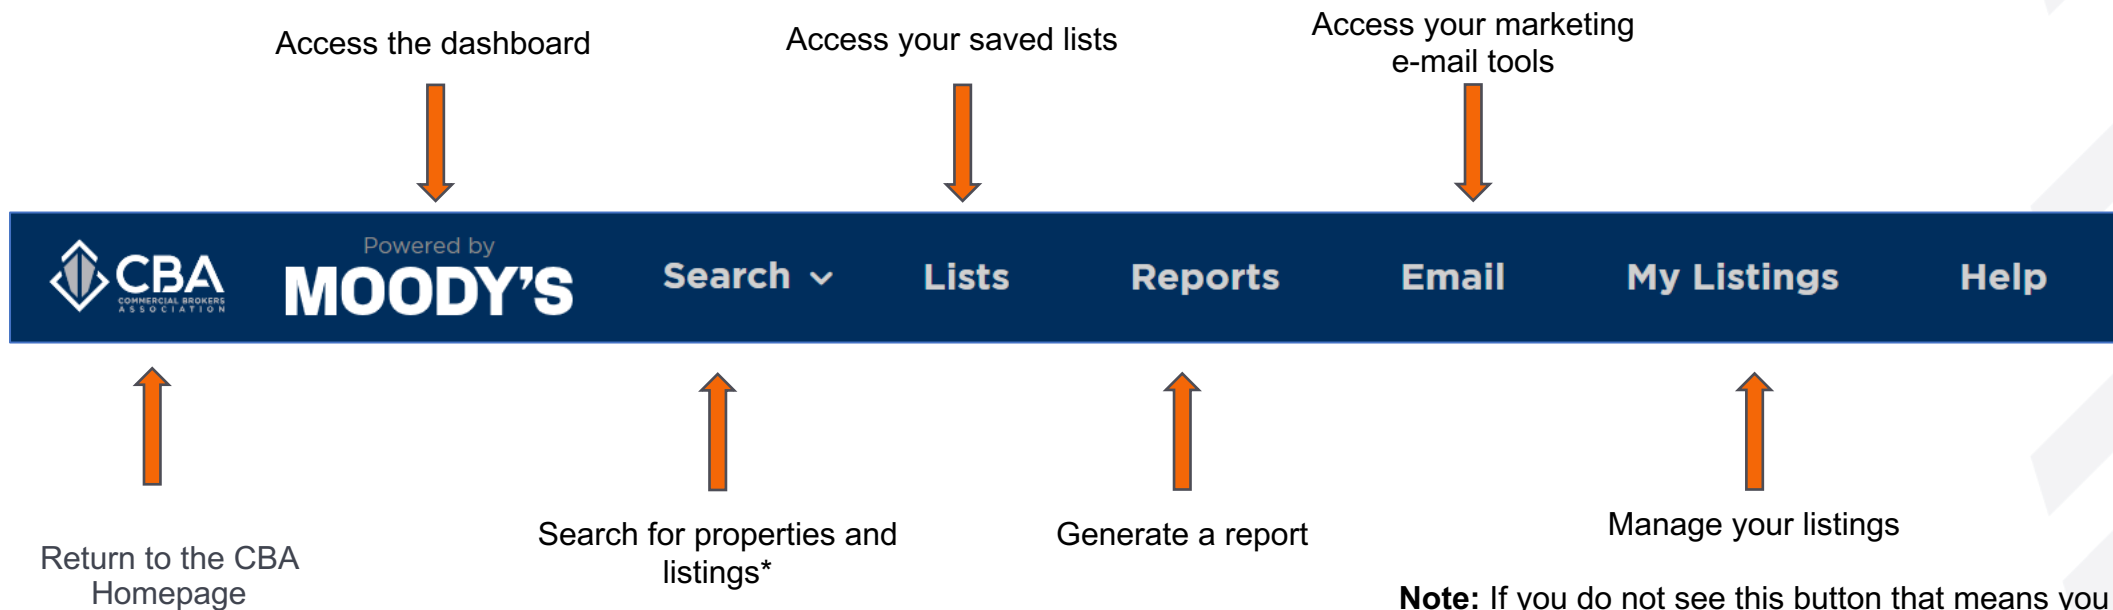 Access the dashboard
Access your saved lists
Access your marketing
e-mail tools
CBA
COMMERCIAL BROKERS
ASSOCIATION
Powered by
MOODY'S
Search
Lists
Reports
Email
My Listings
Help
Return to the CBA
Homepage
Search for properties and
listings*
Generate a report
Manage your listings
Note: If you do not see this button that means you